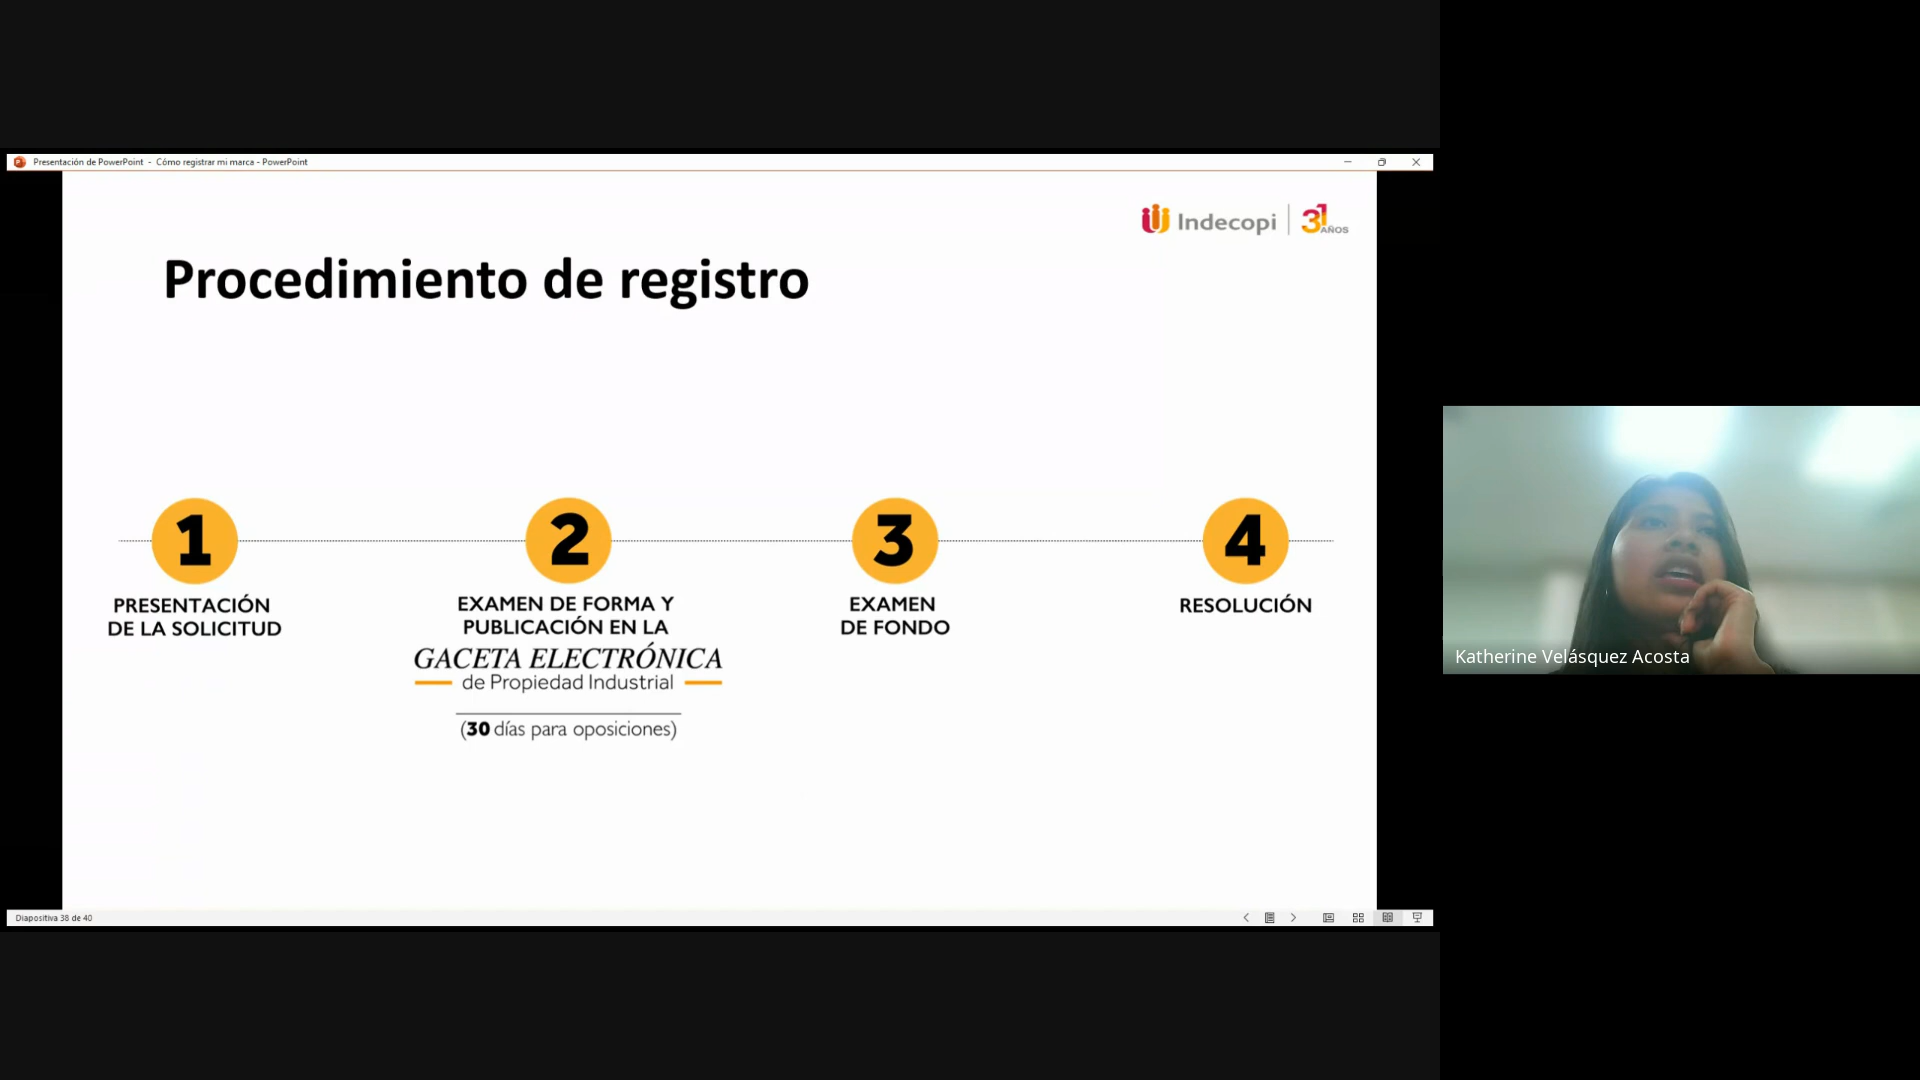 Presentación de PowerPoint - Cómo registrar mi marca - PowerPoint
Indecopi 31 AÑOS
Procedimiento de registro
1
PRESENTACIÓN
DE LA SOLICITUD
2
EXAMEN DE FORMA Y
PUBLICACIÓN EN LA
GACETA ELECTRÓNICA
de Propiedad Industrial
(30 días para oposiciones)
3
EXAMEN
DE FONDO
4
RESOLUCIÓN
Katherine Velásquez Acosta
Diapositiva 38 de 40